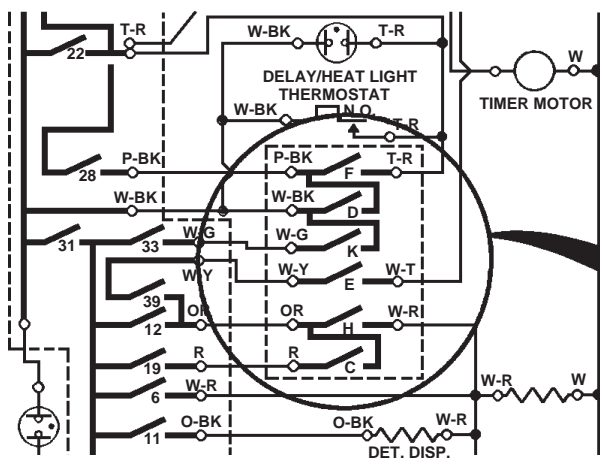 T-R
W-BK T-R W
22
DELAY/HEAT LIGHT
THERMOSTAT
TIMER MOTOR
W-BK N.O.
T-R
P-BK P-BK T-R
28 F
W-BK W-BK
D
31 33 W-G W-G
K
W-Y W-Y W-T
E
39
12 OR OR W-R
H
19 R R
C
6 W-R W-R W
11 O-BK O-BK W-R
DET. DISP.